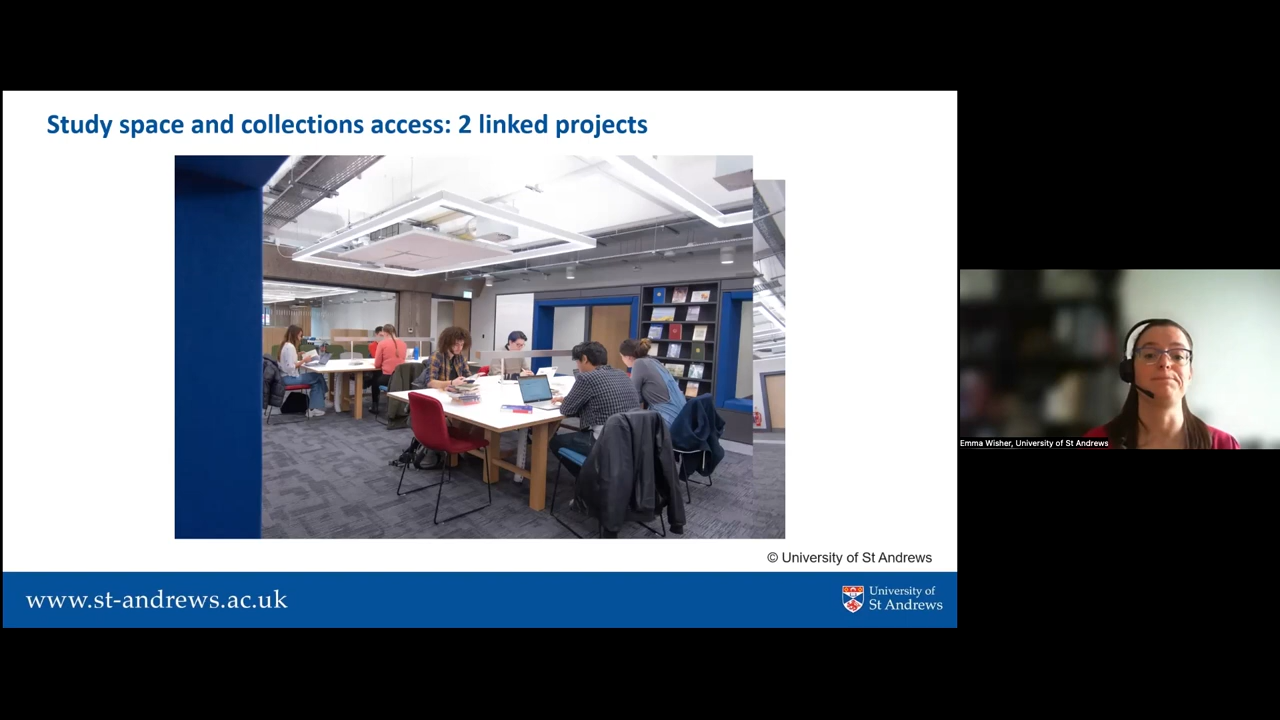 Study space and collections access: 2 linked projects
© University of St Andrews
www.st-andrews.ac.uk
University of
St Andrews
Emma Wisher, University of St Andrews